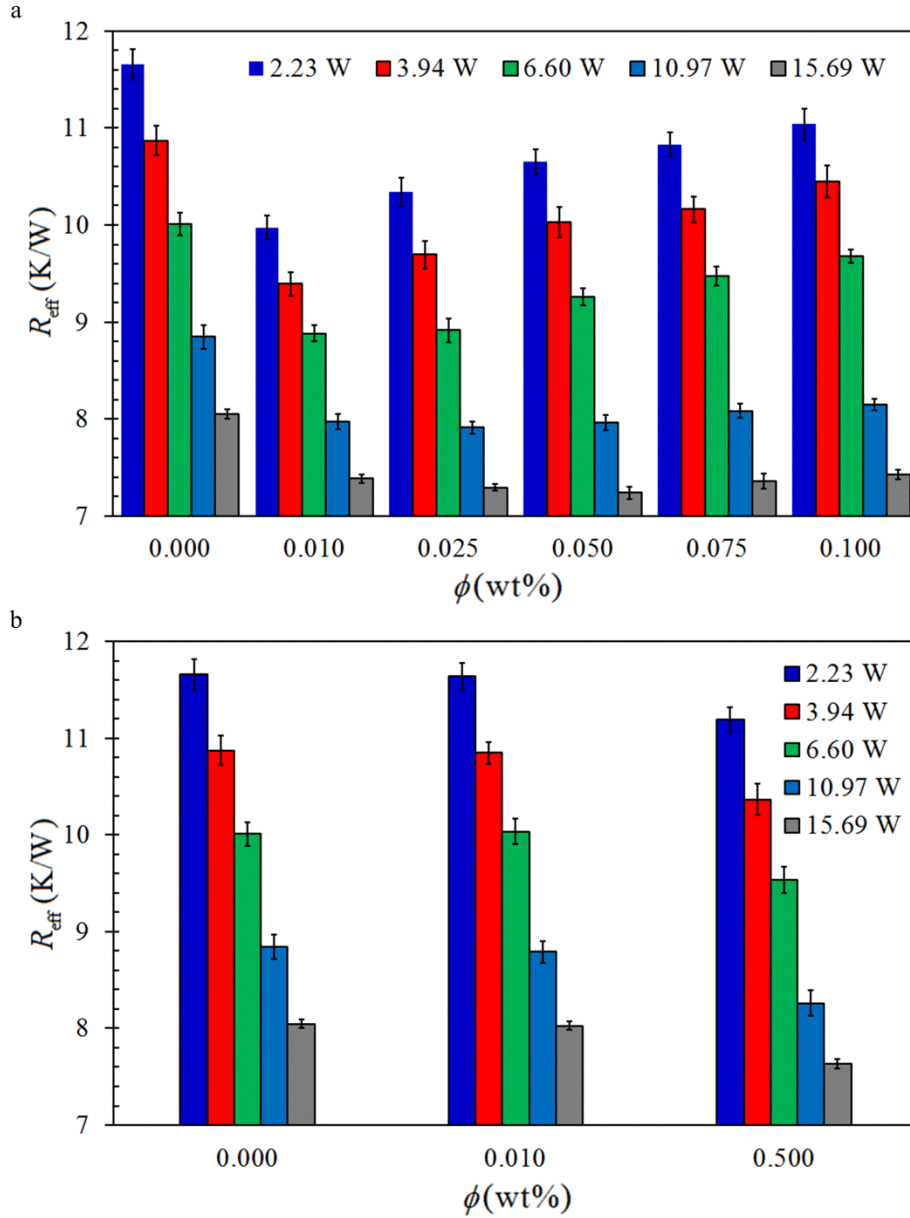 a
12
2.23 W 3.94 W 6.60 W 10.97 W 15.69 W
11
10
9
8
7
R_eff (K/W)
0.000 0.010 0.025 0.050 0.075 0.100
ϕ(wt%)
b
12
11
10
9
8
7
R_eff (K/W)
2.23 W
3.94 W
6.60 W
10.97 W
15.69 W
0.000 0.010 0.500
ϕ(wt%)